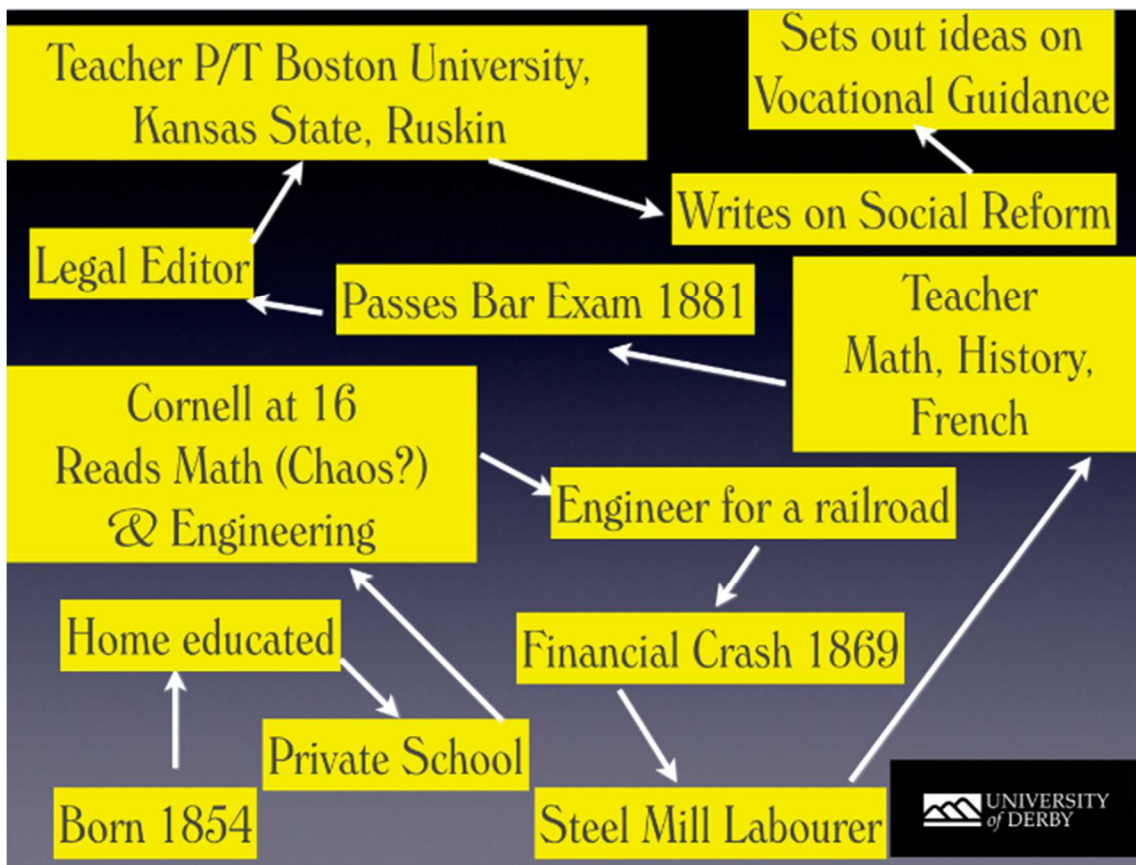 Teacher P/T Boston University,
Kansas State, Ruskin
Sets out ideas on
Vocational Guidance
Writes on Social Reform
Legal Editor
Passes Bar Exam 1881
Teacher
Math, History,
French
Cornell at 16
Reads Math (Chaos?)
& Engineering
Engineer for a railroad
Home educated
Financial Crash 1869
Private School
Born 1854
Steel Mill Labourer
UNIVERSITY
of DERBY